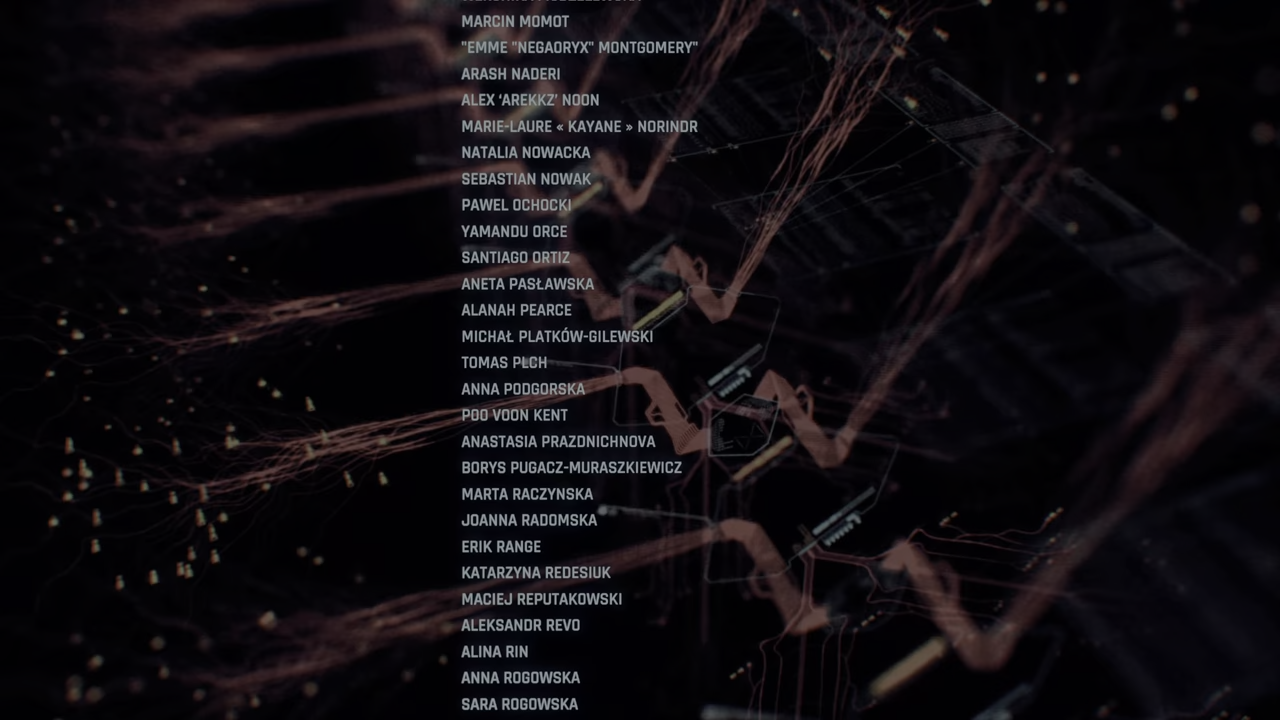 MARCIN MOMOT
"EMME "NEGAORYX" MONTGOMERY"
ARASH NADERI
ALEX ‘AREKKZ’ NOON
MARIE-LAURE « KAYANE » NORINDR
NATALIA NOWACKA
SEBASTIAN NOWAK
PAWEL OCHOCKI
YAMANDU ORCE
SANTIAGO ORTIZ
ANETA PASŁAWSKA
ALANAH PEARCE
MICHAŁ PLATKÓW-GILEWSKI
TOMAS PLCH
ANNA PODGORSKA
POO VOON KENT
ANASTASIA PRAZDNICHNOVA
BORYS PUGACZ-MURASZKIEWICZ
MARTA RACZYNSKA
JOANNA RADOMSKA
ERIK RANGE
KATARZYNA REDESIUK
MACIEJ REPUTAKOWSKI
ALEKSANDR REVO
ALINA RIN
ANNA ROGOWSKA
SARA ROGOWSKA